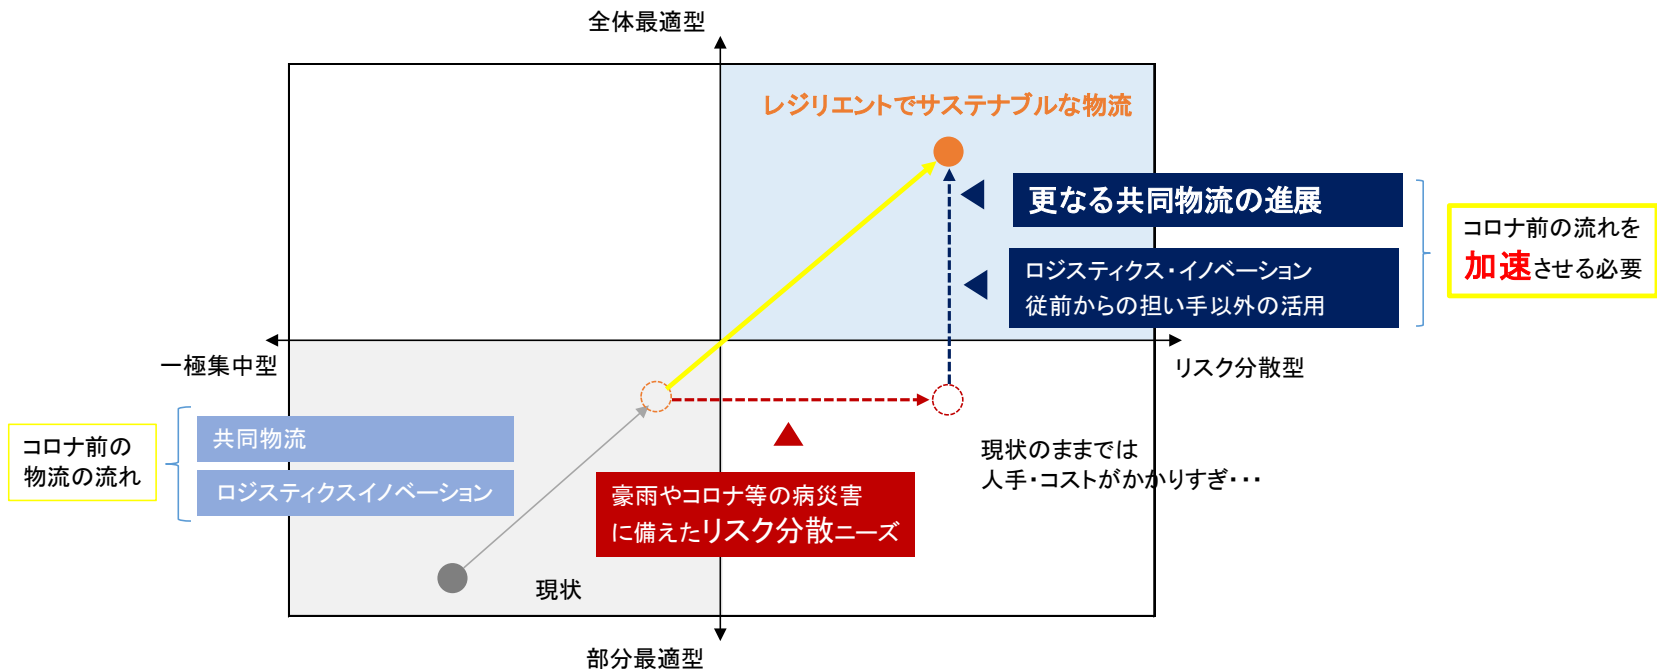 全体最適型
レジリエントでサステナブルな物流
更なる共同物流の進展
ロジスティクス・イノベーション
従前からの担い手以外の活用
コロナ前の流れを
加速させる必要
一極集中型
リスク分散型
コロナ前の
物流の流れ
共同物流
ロジスティクスイノベーション
豪雨やコロナ等の病災害
に備えたリスク分散ニーズ
現状のままでは
人手・コストがかかりすぎ・・・
現状
部分最適型